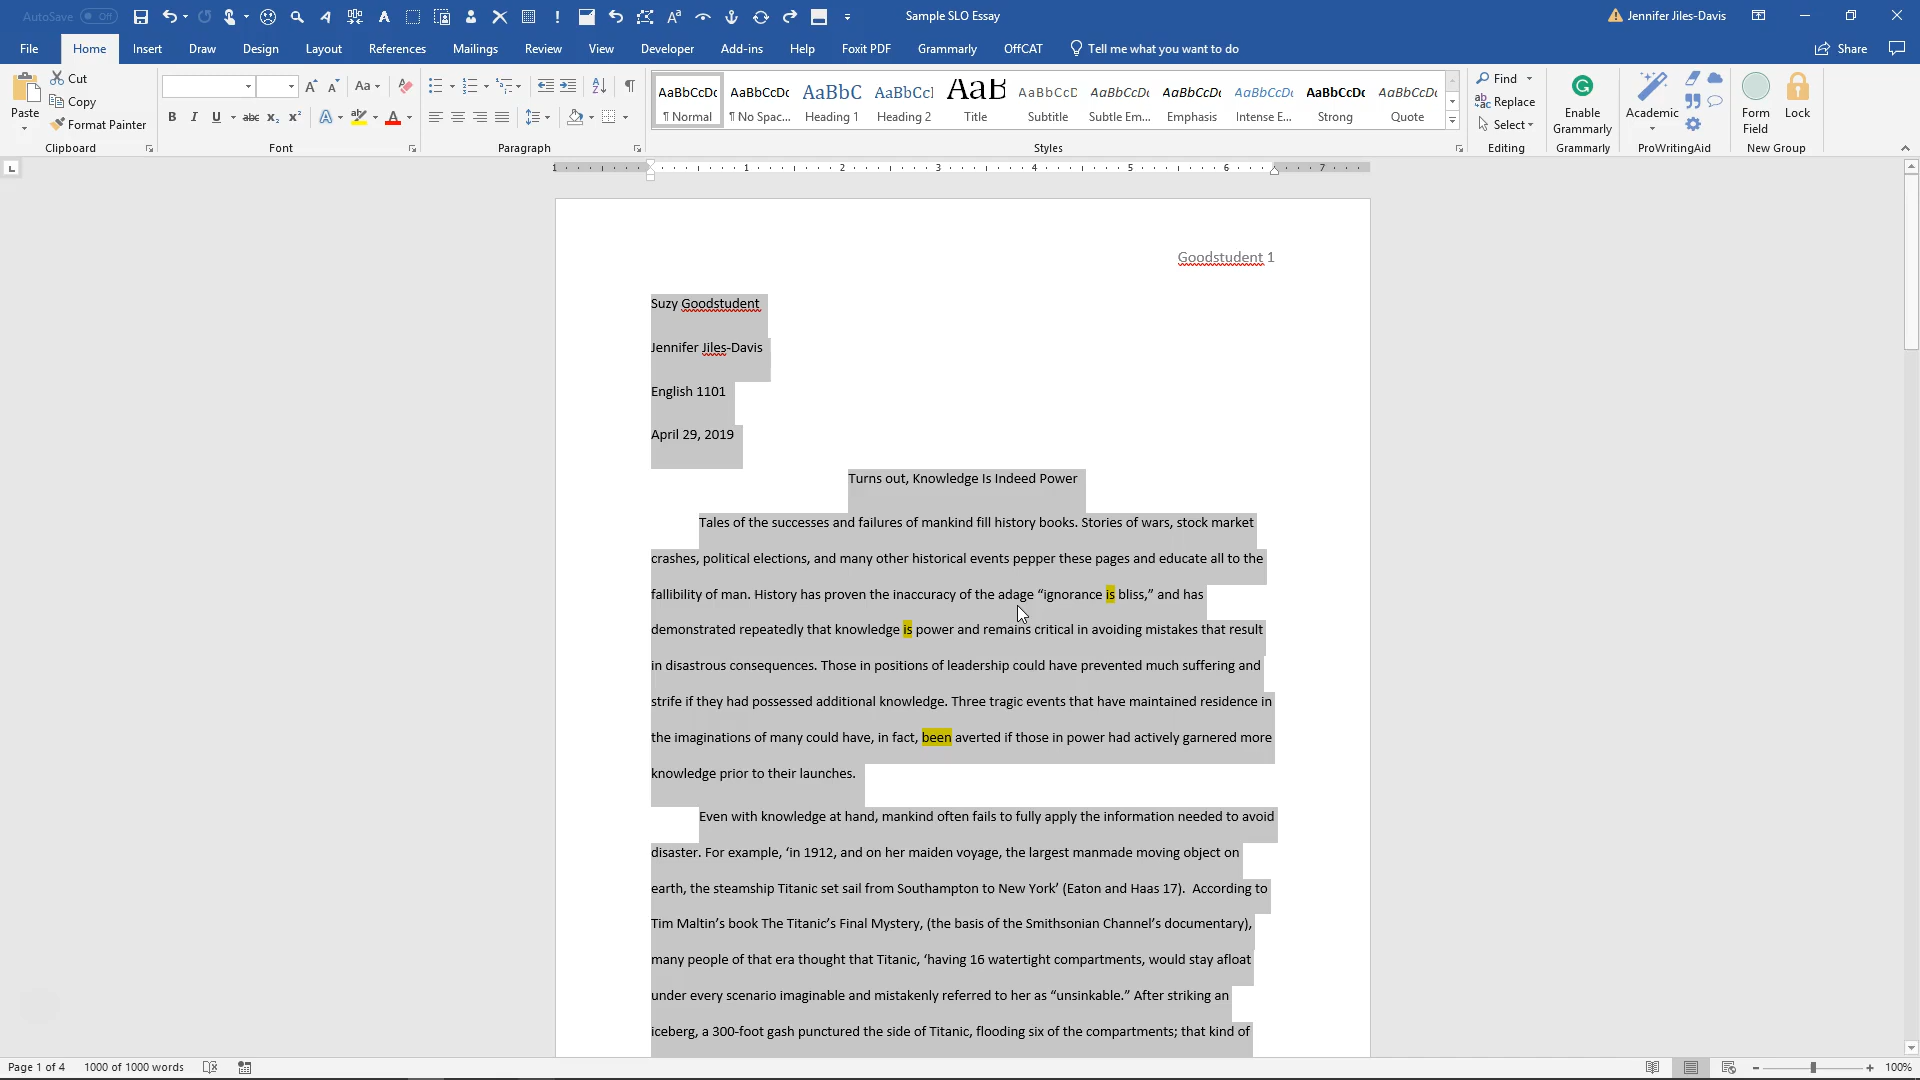 AutoSave Off
Sample SLO Essay
Jennifer Jiles-Davis
File Home Insert Draw Design Layout References Mailings Review View Developer Add-ins Help Foxit PDF Grammarly OffCAT Tell me what you want to do Share
Paste
Cut
Copy
Format Painter
Clipboard
Font
Paragraph
AaBbCcDc AaBbCcDc AaBbC AaBbCcl AaB AaBbCcD AaBbCcDc AaBbCcDc AaBbCcDc AaBbCcDc AaBbCcDc
¶ Normal ¶ No Spac... Heading 1 Heading 2 Title Subtitle Subtle Em... Emphasis Intense E... Strong Quote
Styles
Find
Replace
Select
Editing
Enable
Grammarly
Grammarly
Academic
ProWritingAid
Form
Field
Lock
New Group
1 1 2 3 4 5 6 7
Goodstudent 1
Suzy Goodstudent
Jennifer Jiles-Davis
English 1101
April 29, 2019
Turns out, Knowledge Is Indeed Power
Tales of the successes and failures of mankind fill history books. Stories of wars, stock market
crashes, political elections, and many other historical events pepper these pages and educate all to the
fallibility of man. History has proven the inaccuracy of the adage “ignorance is bliss,” and has
demonstrated repeatedly that knowledge is power and remains critical in avoiding mistakes that result
in disastrous consequences. Those in positions of leadership could have prevented much suffering and
strife if they had possessed additional knowledge. Three tragic events that have maintained residence in
the imaginations of many could have, in fact, been averted if those in power had actively garnered more
knowledge prior to their launches.
Even with knowledge at hand, mankind often fails to fully apply the information needed to avoid
disaster. For example, ‘in 1912, and on her maiden voyage, the largest manmade moving object on
earth, the steamship Titanic set sail from Southampton to New York’ (Eaton and Haas 17).  According to
Tim Maltin’s book The Titanic’s Final Mystery, (the basis of the Smithsonian Channel’s documentary),
many people of that era thought that Titanic, ‘having 16 watertight compartments, would stay afloat
under every scenario imaginable and mistakenly referred to her as “unsinkable.” After striking an
iceberg, a 300-foot gash punctured the side of Titanic, flooding six of the compartments; that kind of
Page 1 of 4 1000 of 1000 words 100%